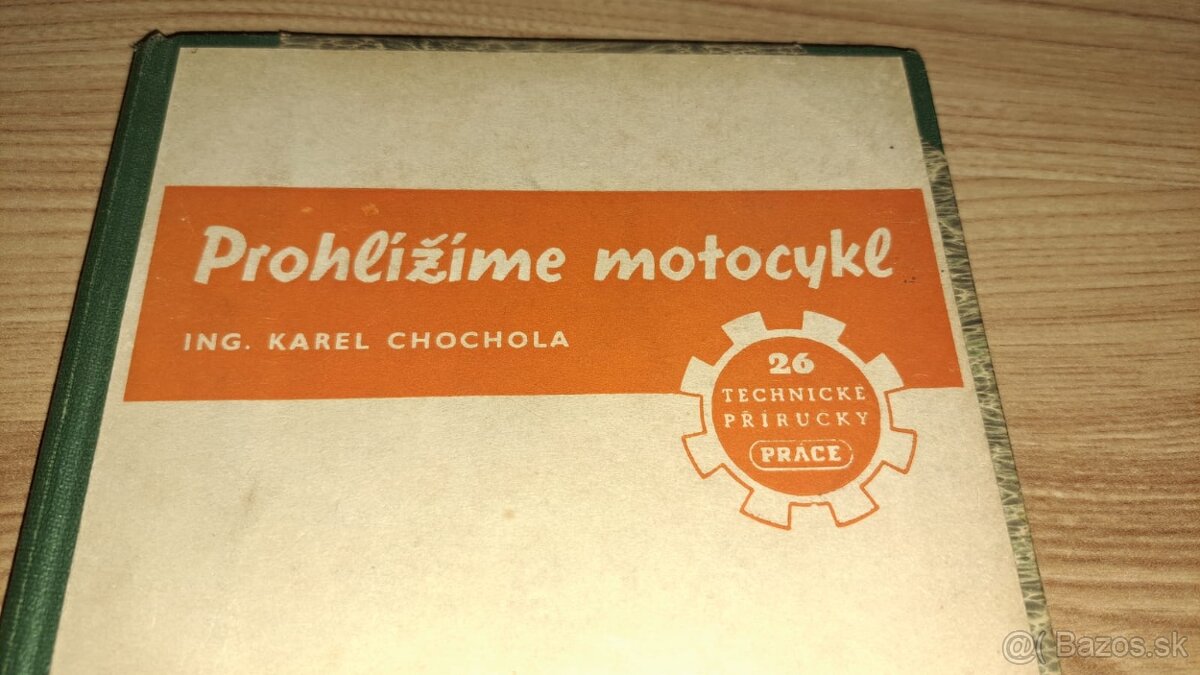 Prohlížíme motocykl
ING. KAREL CHOCHOLA
26
TECHNICKÉ
PŘÍRUČKY
PRÁCE
@( Bazos.sk